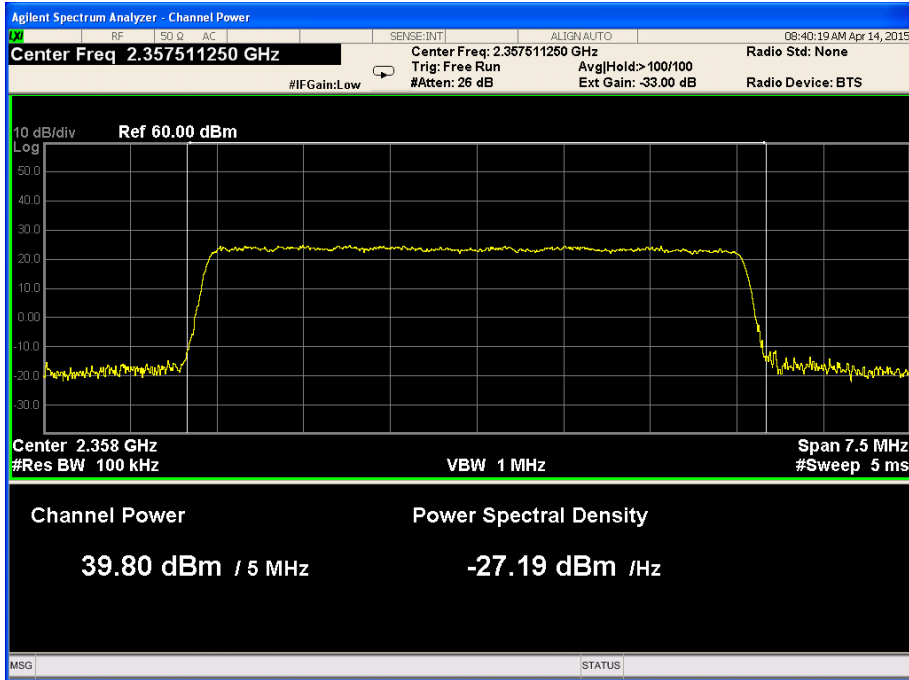 Agilent Spectrum Analyzer - Channel Power
LXI RF 50 Ω AC SENSE:INT ALIGN AUTO 08:40:19 AM Apr 14, 2015
Center Freq 2.357511250 GHz Center Freq: 2.357511250 GHz Radio Std: None
Trig: Free Run Avg|Hold:>100/100
#IFGain:Low #Atten: 26 dB Ext Gain: -33.00 dB Radio Device: BTS
10 dB/div Ref 60.00 dBm
Log
50.0
40.0
30.0
20.0
10.0
0.00
-10.0
-20.0
-30.0
Center 2.358 GHz Span 7.5 MHz
#Res BW 100 kHz VBW 1 MHz #Sweep 5 ms
Channel Power Power Spectral Density
39.80 dBm / 5 MHz -27.19 dBm /Hz
MSG STATUS